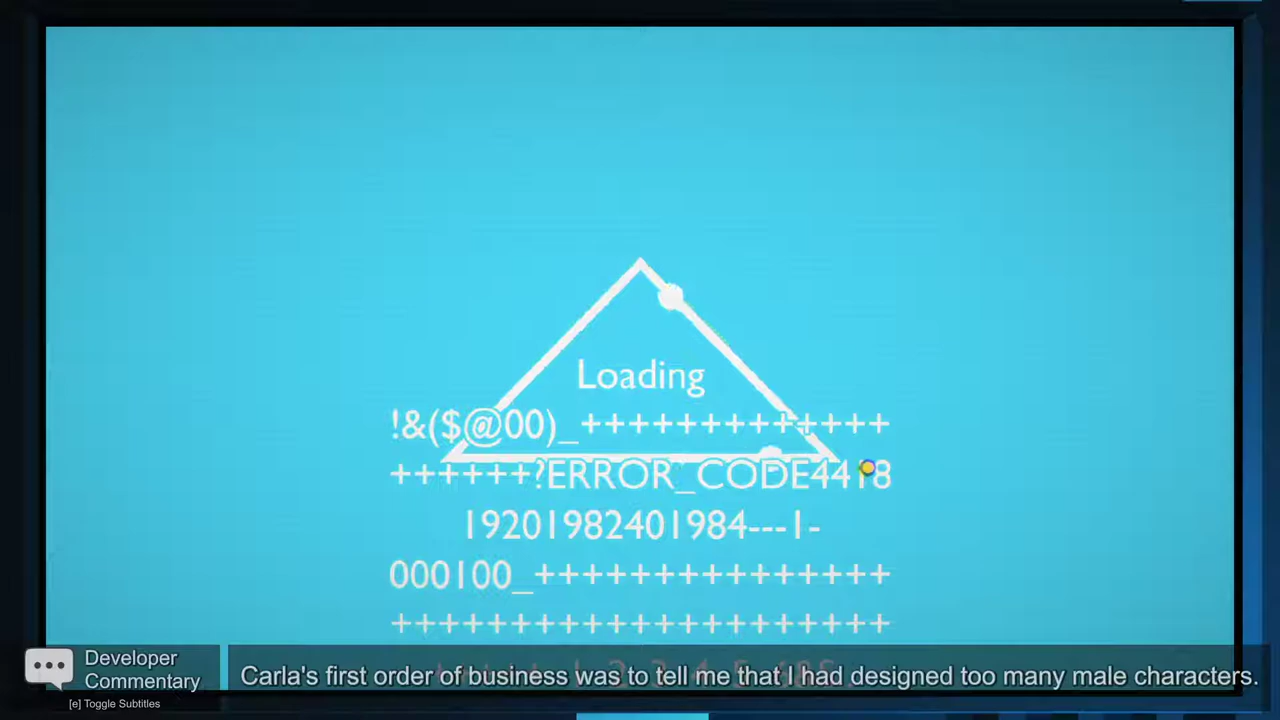 Loading
!&($@00)_+++++++++++++
++++++?ERROR_CODE4418
19201982401984---1-
000100_+++++++++++++++
+++++++++++++++++++++
Developer
Commentary
[e] Toggle Subtitles
Carla's first order of business was to tell me that I had designed too many male characters.